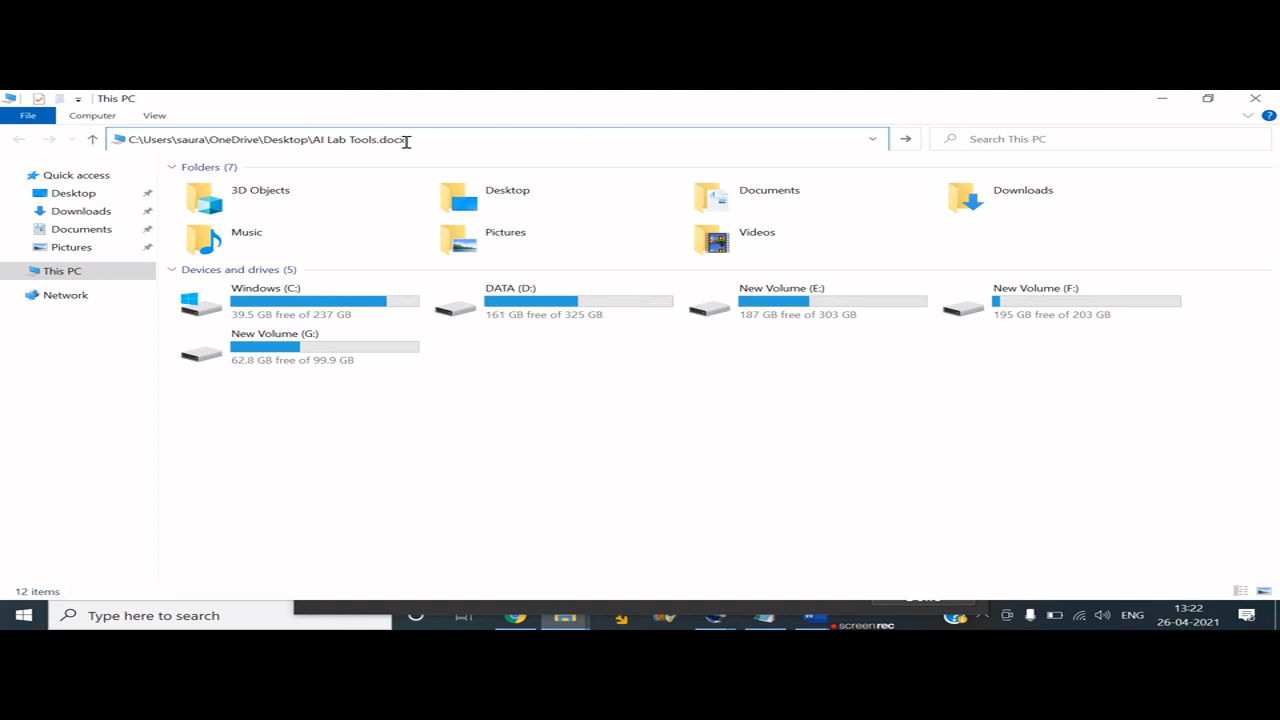 This PC
File Computer View
C:\Users\saura\OneDrive\Desktop\AI Lab Tools.docx
Search This PC
Quick access
Desktop
Downloads
Documents
Pictures
This PC
Network
Folders (7)
3D Objects
Desktop
Documents
Downloads
Music
Pictures
Videos
Devices and drives (5)
Windows (C:)
39.5 GB free of 237 GB
DATA (D:)
161 GB free of 325 GB
New Volume (E:)
187 GB free of 303 GB
New Volume (F:)
195 GB free of 203 GB
New Volume (G:)
62.8 GB free of 99.9 GB
12 items
Type here to search
screenrec
ENG
13:22
26-04-2021